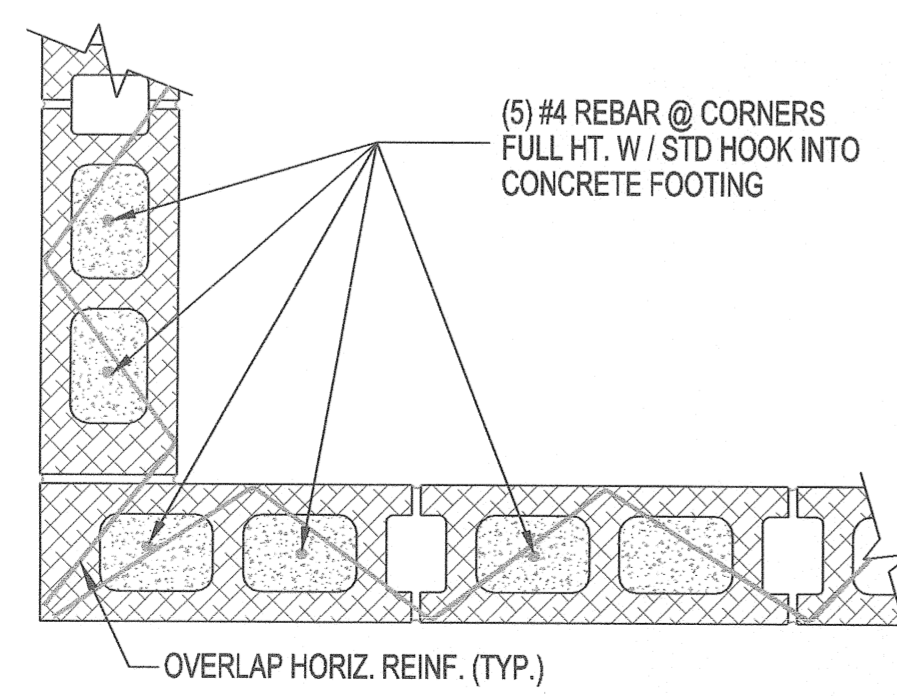 (5) #4 REBAR @ CORNERS
FULL HT. W / STD HOOK INTO
CONCRETE FOOTING
OVERLAP HORIZ. REINF. (TYP.)